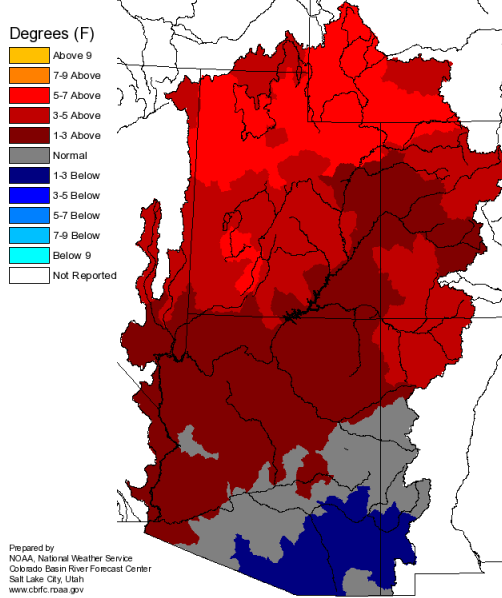 Degrees (F)
Above 9
7-9 Above
5-7 Above
3-5 Above
1-3 Above
Normal
1-3 Below
3-5 Below
5-7 Below
7-9 Below
Below 9
Not Reported
Prepared by
NOAA, National Weather Service
Colorado Basin River Forecast Center
Salt Lake City, Utah
www.cbrfc.noaa.gov